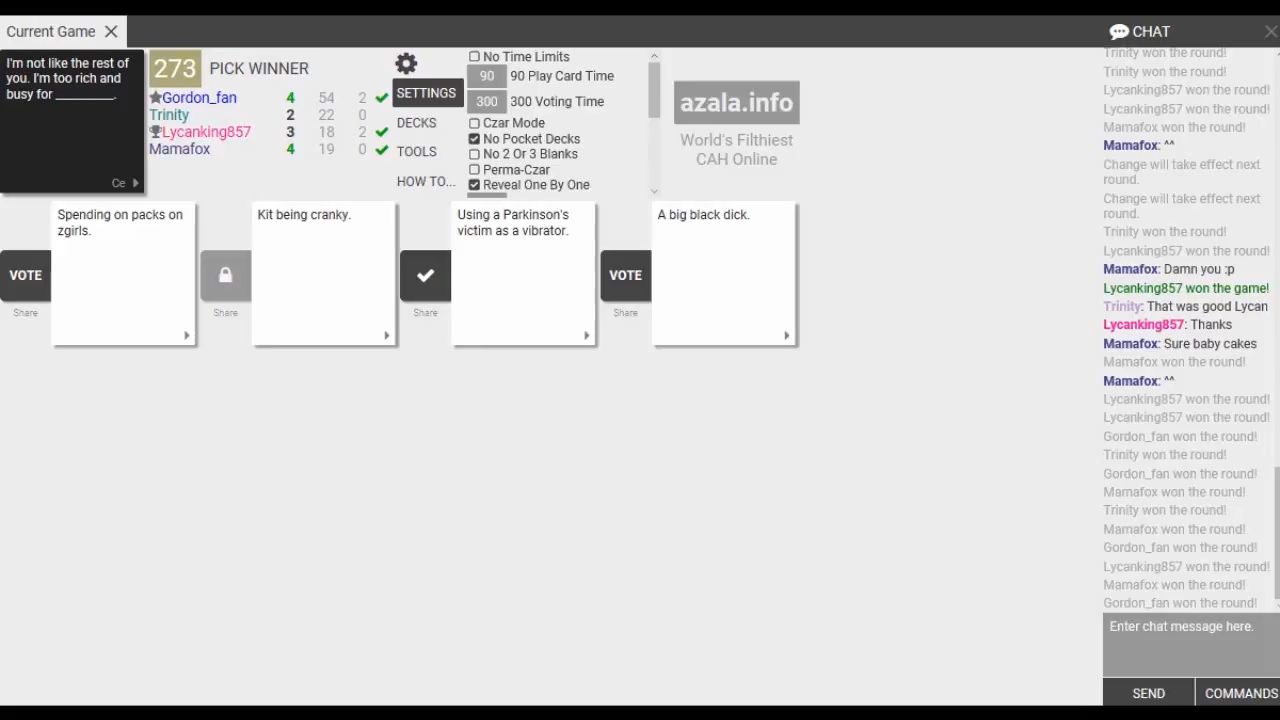 Current Game
CHAT
I'm not like the rest of
you. I'm too rich and
busy for _________.
Ce
273 PICK WINNER
Gordon_fan 4 54 2
Trinity 2 22 0
Lycanking857 3 18 2
Mamafox 4 19 0
SETTINGS
DECKS
TOOLS
HOW TO...
No Time Limits
90 90 Play Card Time
300 300 Voting Time
Czar Mode
No Pocket Decks
No 2 Or 3 Blanks
Perma-Czar
Reveal One By One
azala.info
World's Filthiest
CAH Online
VOTE
Share
Spending on packs on
zgirls.
Share
Kit being cranky.
Share
Using a Parkinson's
victim as a vibrator.
VOTE
Share
A big black dick.
Trinity won the round!
Trinity won the round!
Lycanking857 won the round!
Lycanking857 won the round!
Mamafox won the round!
Mamafox: ^^
Change will take effect next
round.
Change will take effect next
round.
Trinity won the round!
Lycanking857 won the round!
Mamafox: Damn you :p
Lycanking857 won the game!
Trinity: That was good Lycan
Lycanking857: Thanks
Mamafox: Sure baby cakes
Mamafox won the round!
Mamafox: ^^
Lycanking857 won the round!
Lycanking857 won the round!
Gordon_fan won the round!
Trinity won the round!
Gordon_fan won the round!
Mamafox won the round!
Trinity won the round!
Mamafox won the round!
Gordon_fan won the round!
Lycanking857 won the round!
Mamafox won the round!
Gordon_fan won the round!
Enter chat message here.
SEND
COMMANDS